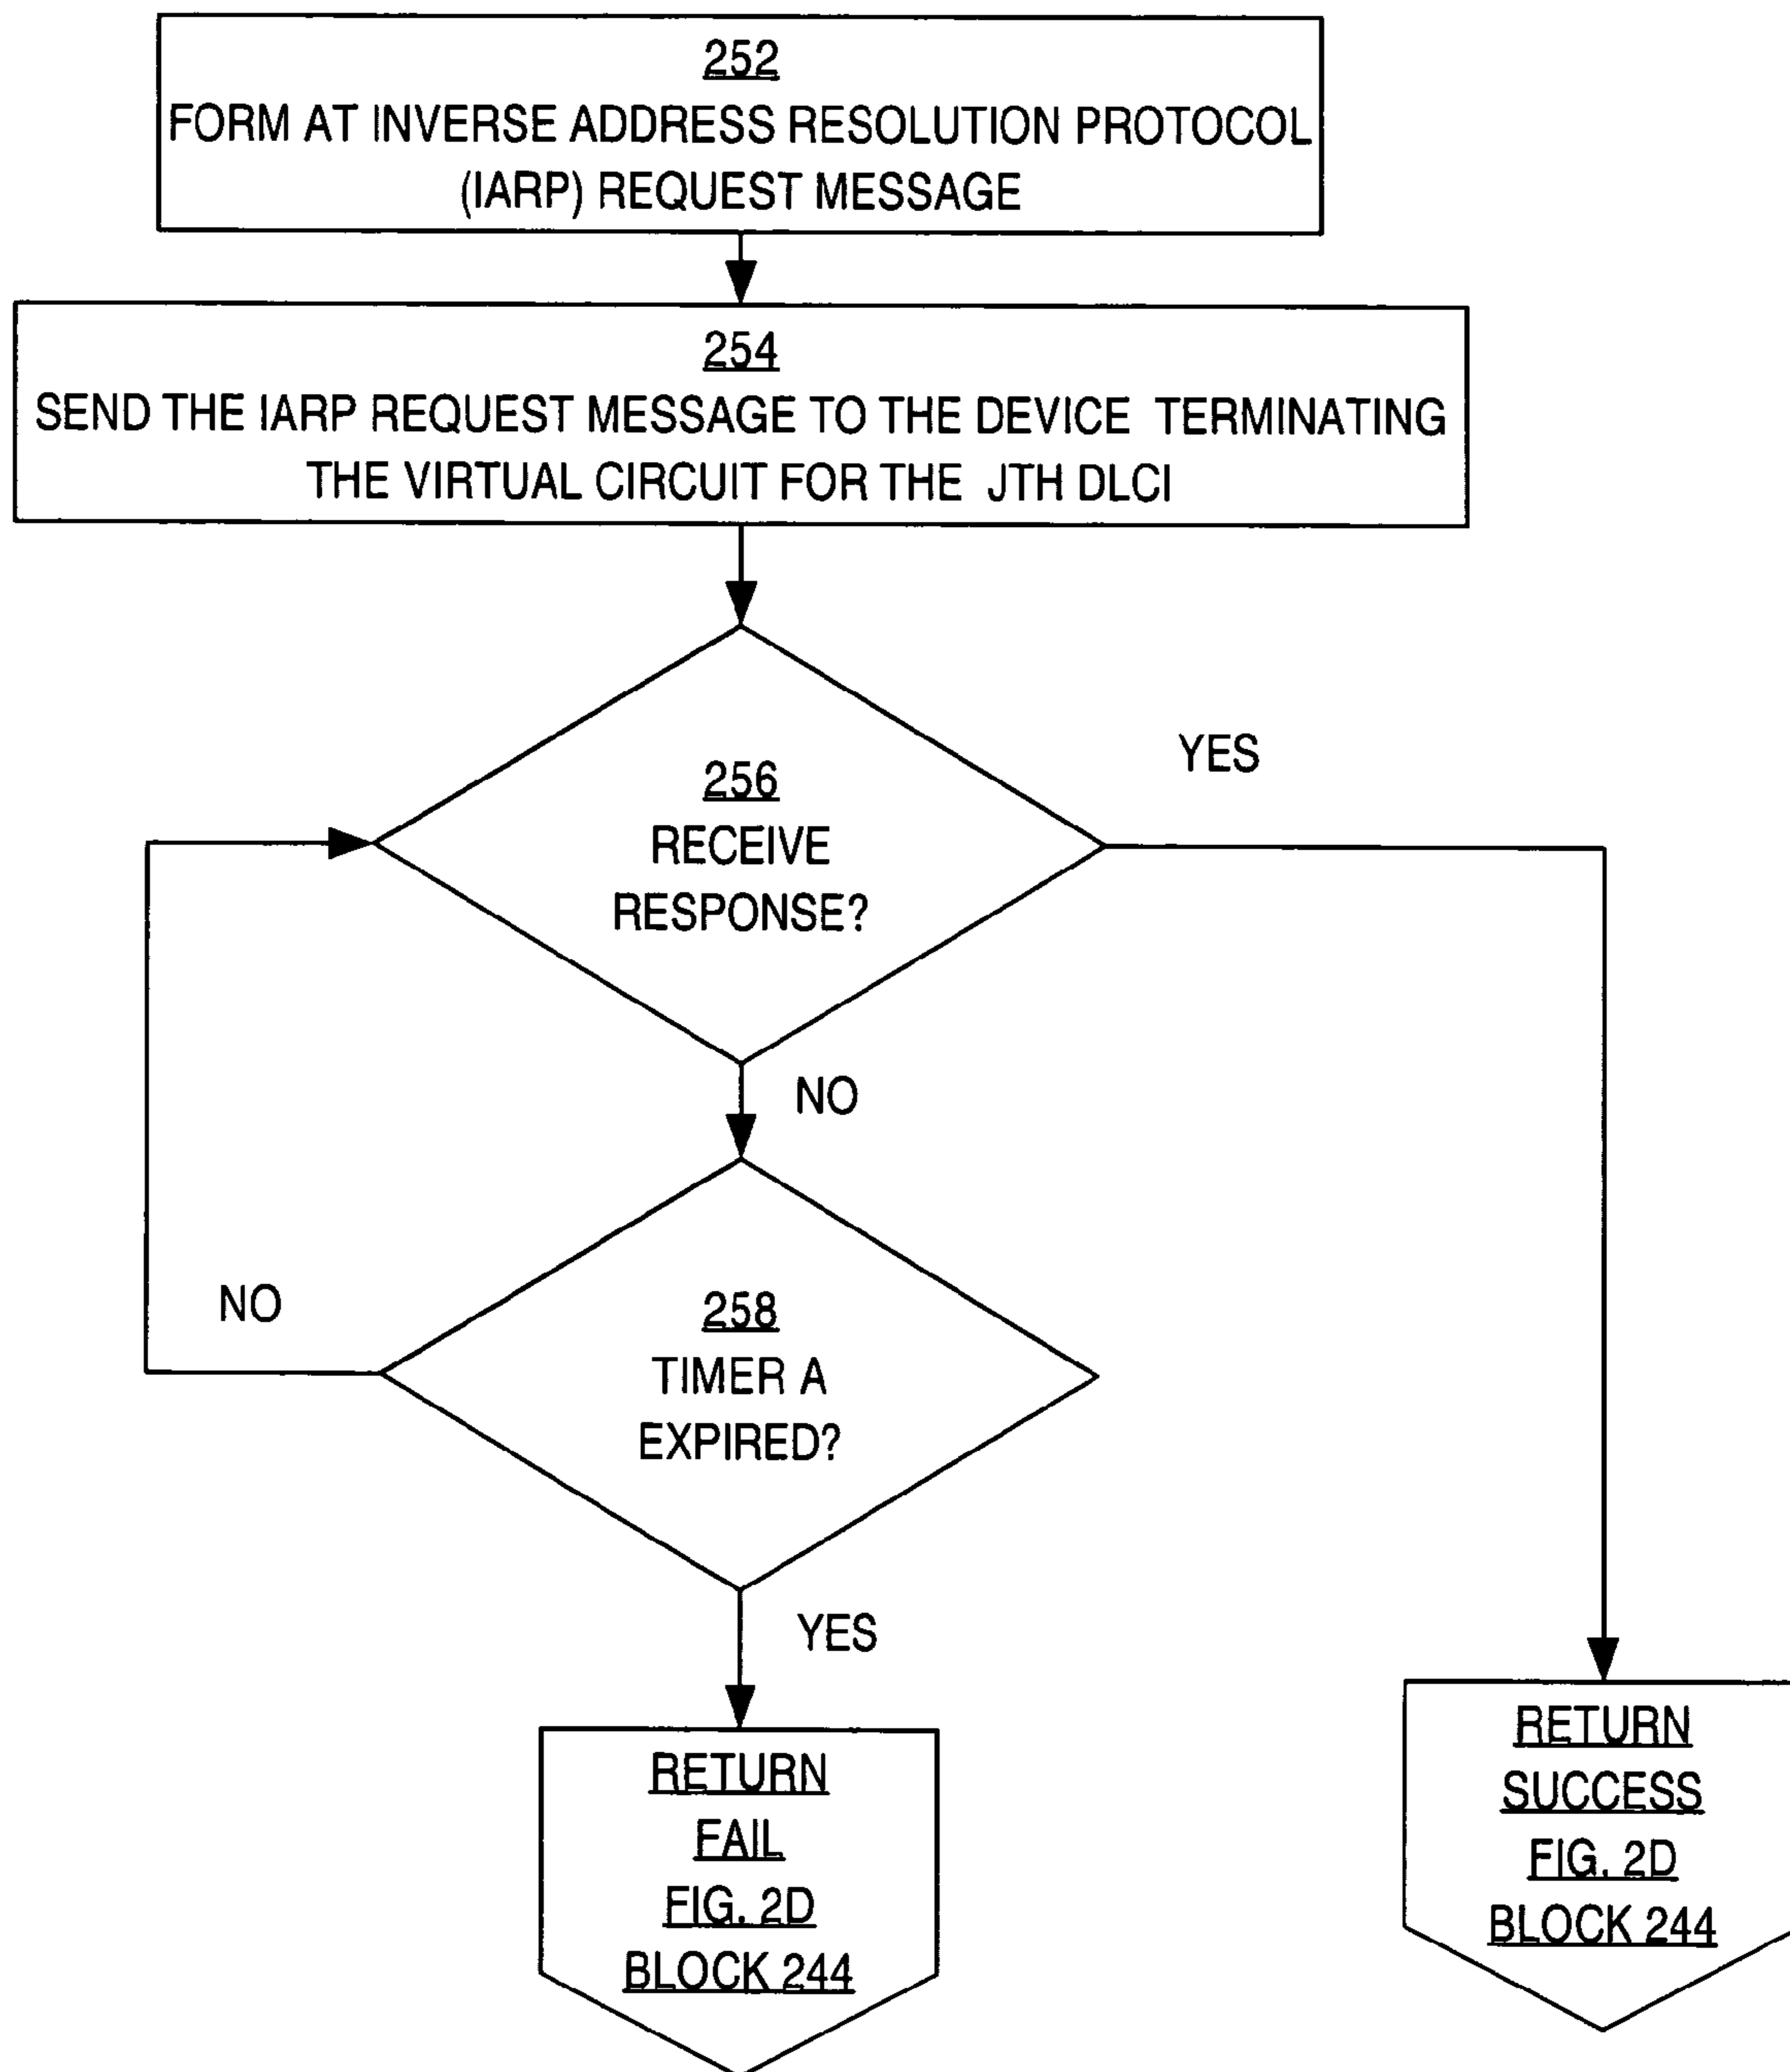 252
FORM AT INVERSE ADDRESS RESOLUTION PROTOCOL
(IARP) REQUEST MESSAGE
254
SEND THE IARP REQUEST MESSAGE TO THE DEVICE TERMINATING
THE VIRTUAL CIRCUIT FOR THE JTH DLCI
256
RECEIVE
RESPONSE?
YES
NO
258
TIMER A
EXPIRED?
NO
YES
RETURN
FAIL
FIG. 2D
BLOCK 244
RETURN
SUCCESS
FIG. 2D
BLOCK 244